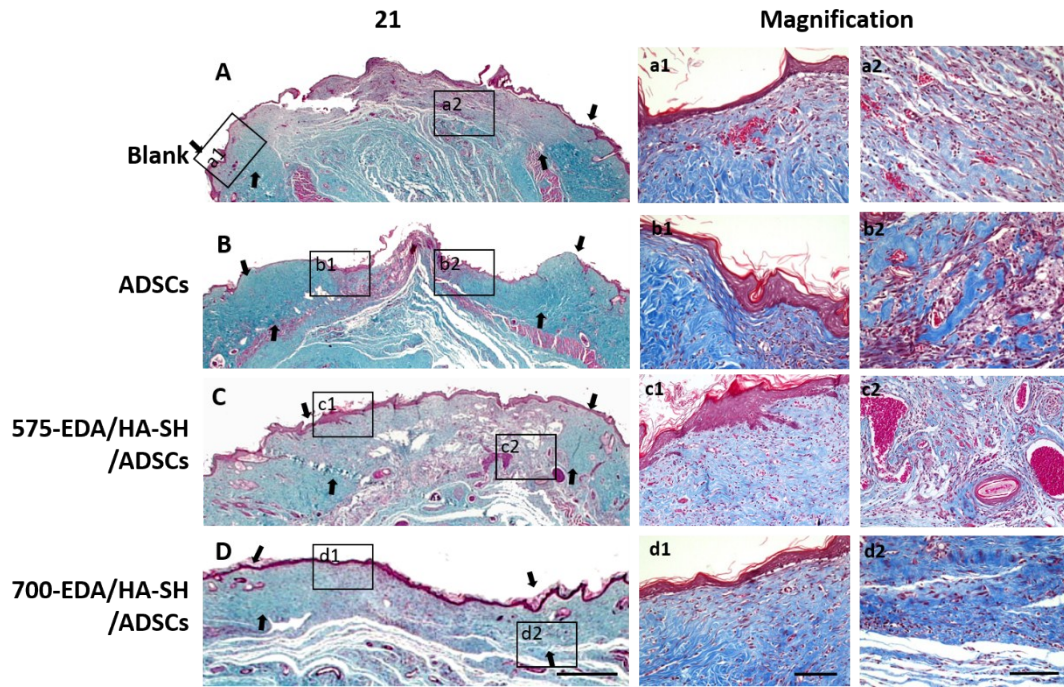 21
Magnification
A
a1
a2
Blank
a1
a2
B
b1
b2
ADSCs
b1
b2
C
c1
c2
575-EDA/HA-SH
/ADSCs
c1
c2
D
d1
d2
700-EDA/HA-SH
/ADSCs
d1
d2